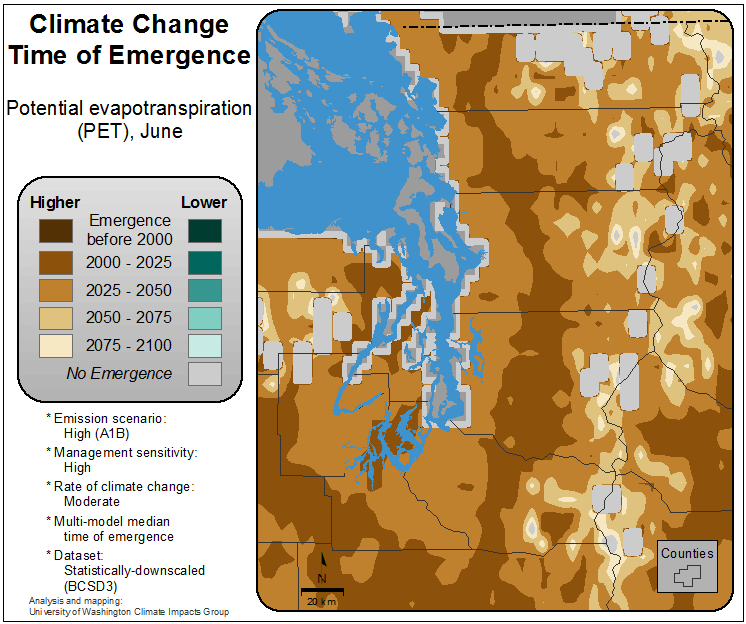 Climate Change
Time of Emergence
Potential evapotranspiration
(PET), June
Higher Lower
Emergence
before 2000
2000 - 2025
2025 - 2050
2050 - 2075
2075 - 2100
No Emergence
* Emission scenario:
High (A1B)
* Management sensitivity:
High
* Rate of climate change:
Moderate
* Multi-model median
time of emergence
* Dataset:
Statistically-downscaled
(BCSD3)
Analysis and mapping:
University of Washington Climate Impacts Group
N
20 km
Counties